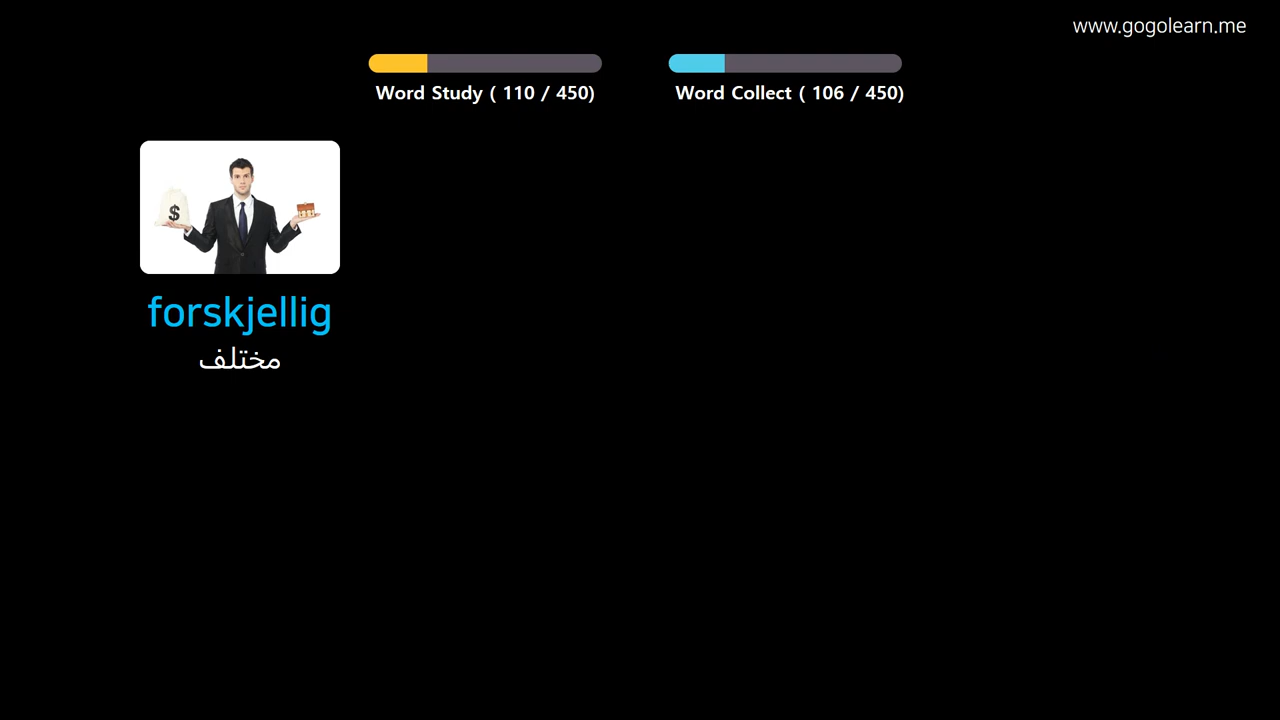 www.gogolearn.me
Word Study ( 110 / 450)
Word Collect ( 106 / 450)
$
forskjellig
مختلف